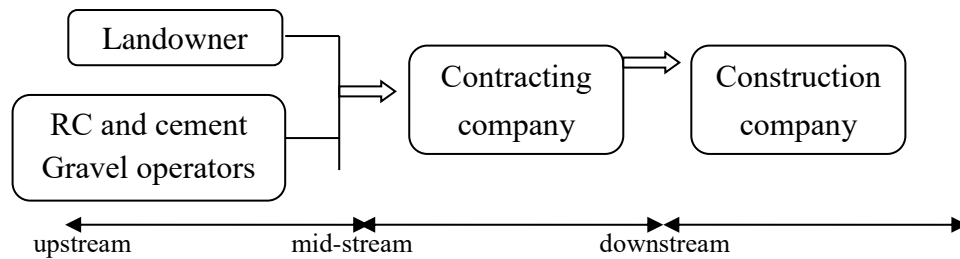 Landowner
RC and cement
Gravel operators
Contracting
company
Construction
company
upstream
mid-stream
downstream